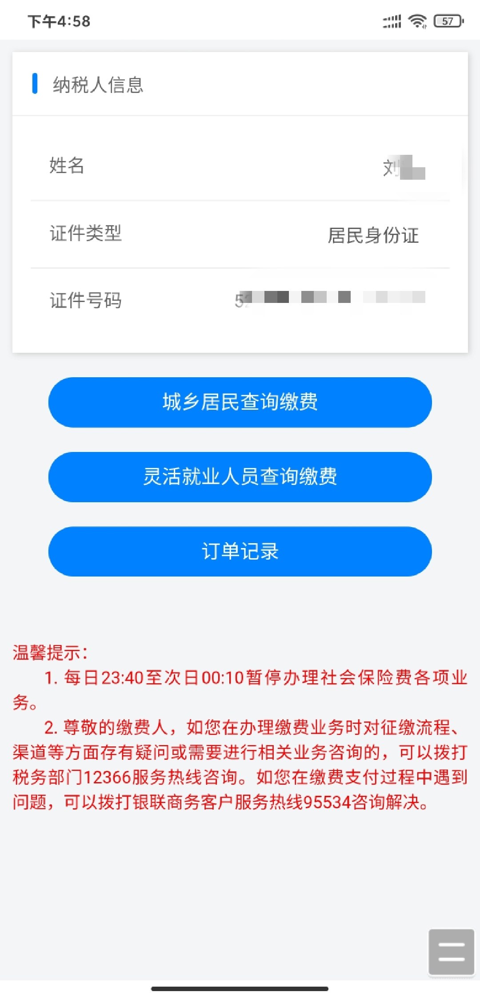 下午4:58
57
纳税人信息
姓名
刘
证件类型
居民身份证
证件号码
5
城乡居民查询缴费
灵活就业人员查询缴费
订单记录
温馨提示：
1. 每日23:40至次日00:10暂停办理社会保险费各项业
务。
2. 尊敬的缴费人，如您在办理缴费业务时对征缴流程、
渠道等方面存有疑问或需要进行相关业务咨询的，可以拨打
税务部门12366服务热线咨询。如您在缴费支付过程中遇到
问题，可以拨打银联商务客户服务热线95534咨询解决。